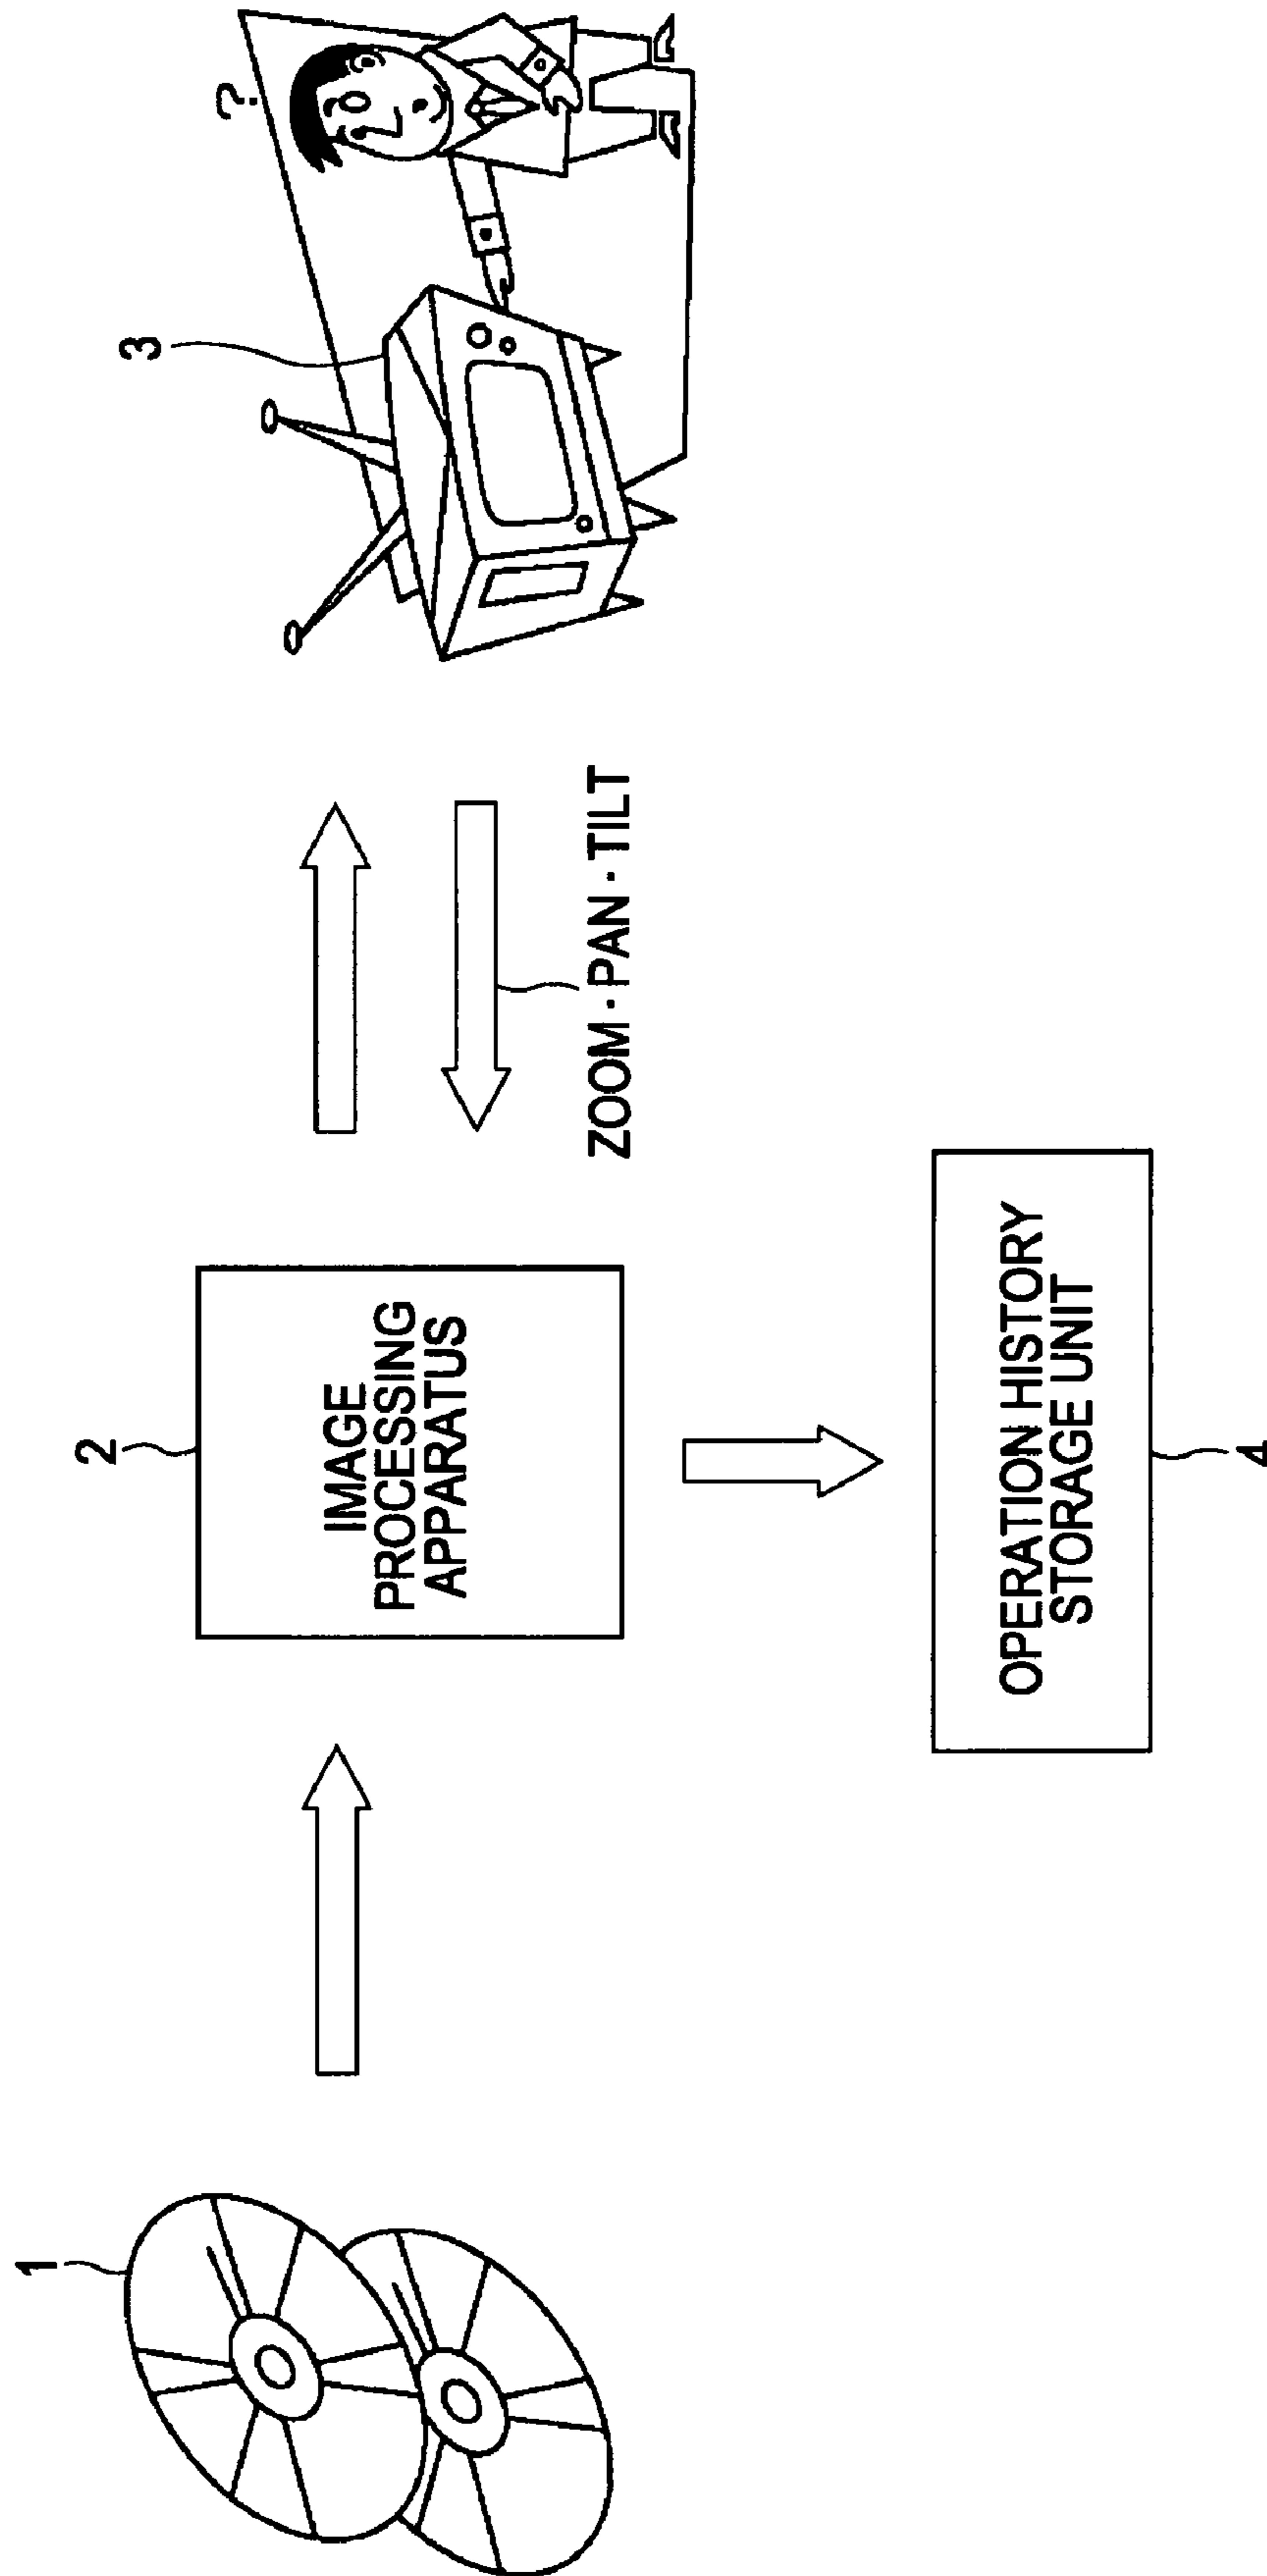 1
2
IMAGE
PROCESSING
APPARATUS
3
?
ZOOM · PAN · TILT
OPERATION HISTORY
STORAGE UNIT
4